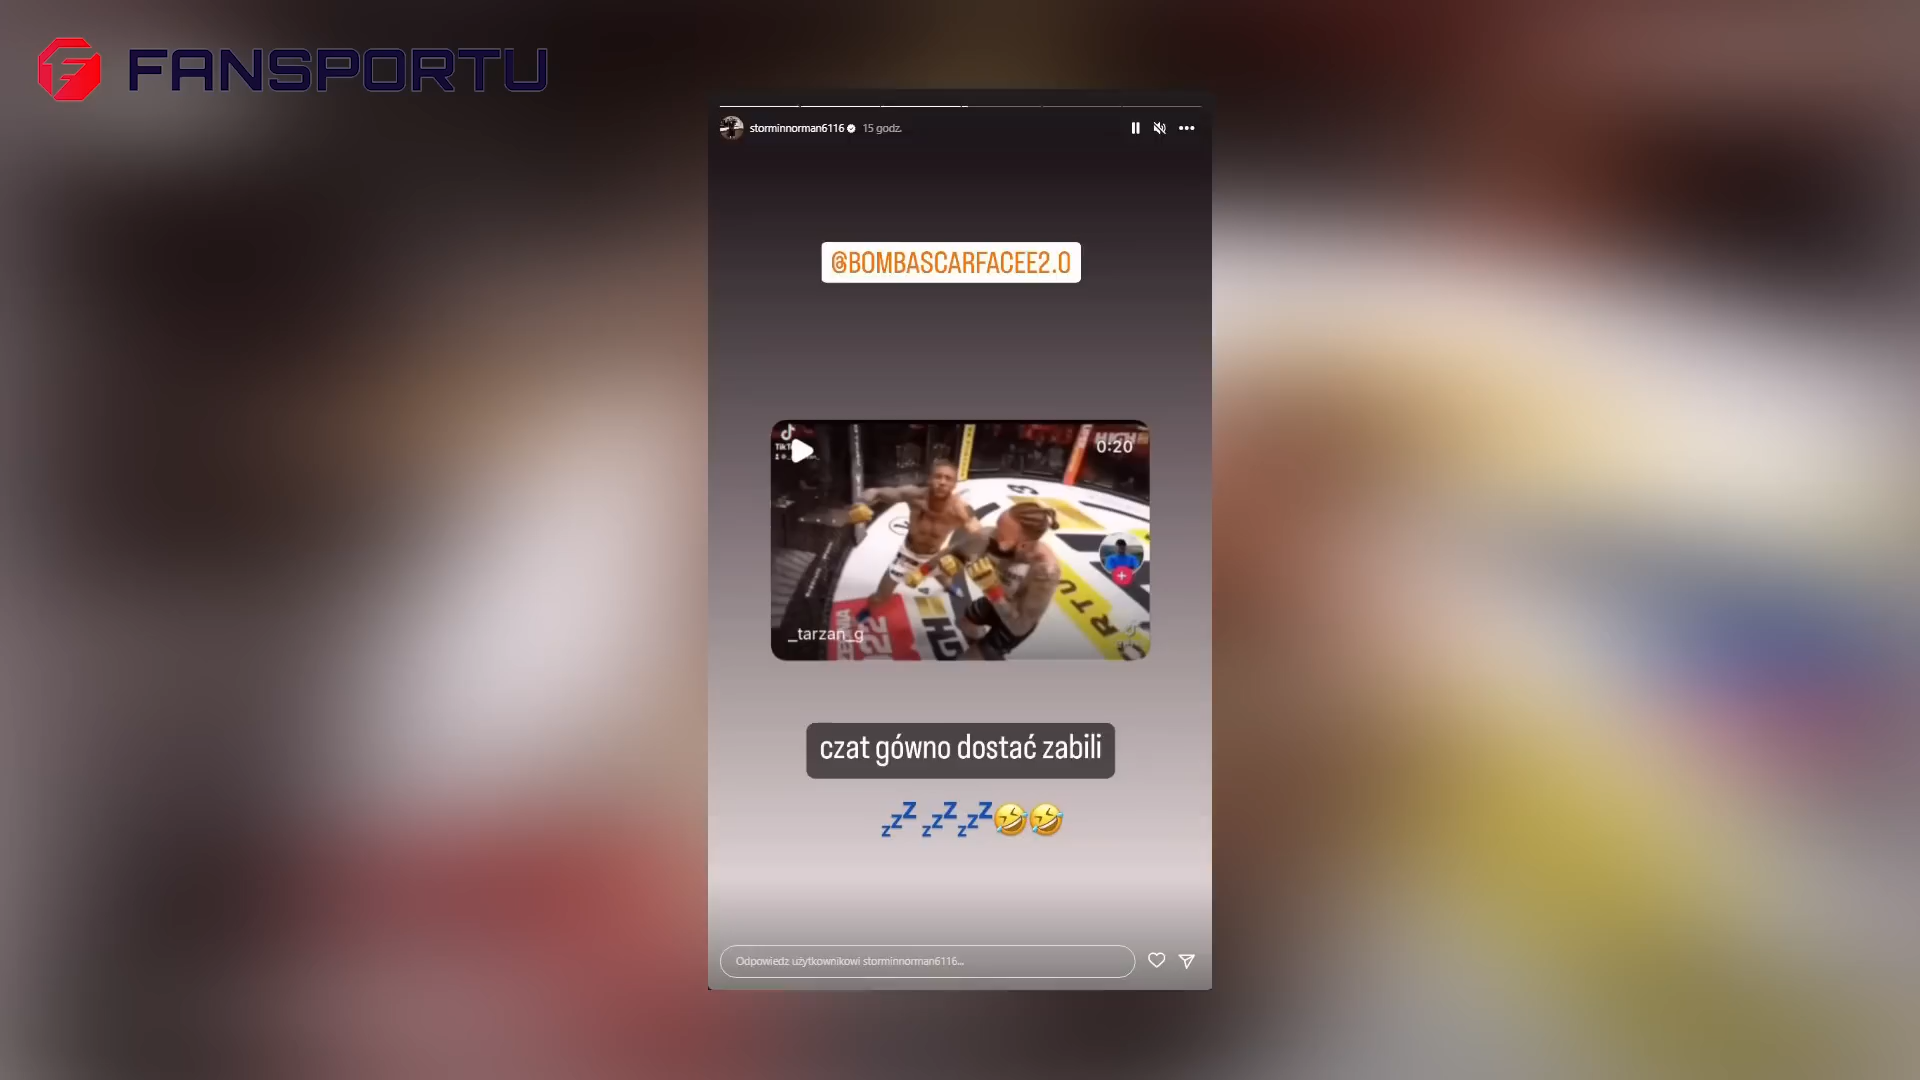 FANSPORTU
storminnorman6116 15 godz.
@BOMBASCARFACEE2.0
0:20
_tarzan_g
czat gówno dostać zabili
Odpowiedz użytkownikowi storminnorman6116...